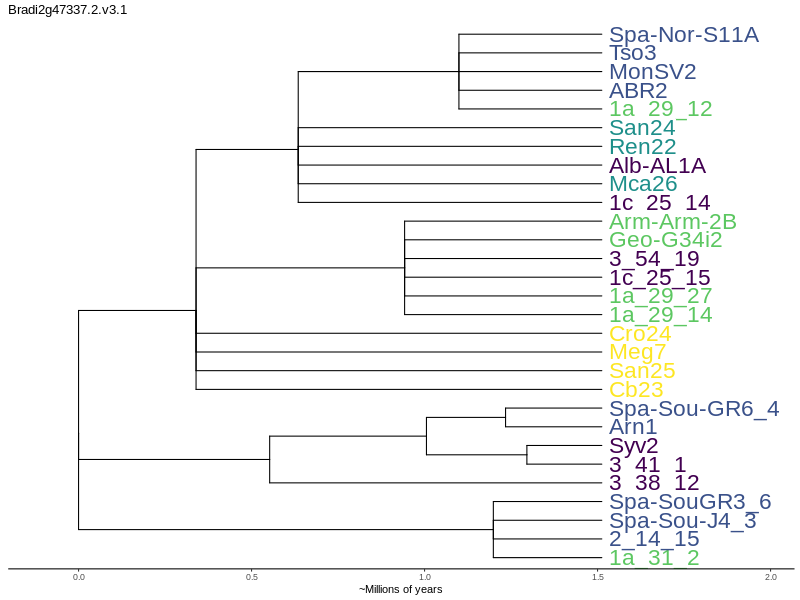 Bradi2g47337.2.v3.1
Spa-Nor-S11A
Tso3
MonSV2
ABR2
1a_29_12
San24
Ren22
Alb-AL1A
Mca26
1c_25_14
Arm-Arm-2B
Geo-G34i2
3_54_19
1c_25_15
1a_29_27
1a_29_14
Cro24
Meg7
San25
Cb23
Spa-Sou-GR6_4
Arn1
Syv2
3_41_1
3_38_12
Spa-SouGR3_6
Spa-Sou-J4_3
2_14_15
1a_31_2
0.0 0.5 1.0 1.5 2.0
~Millions of years